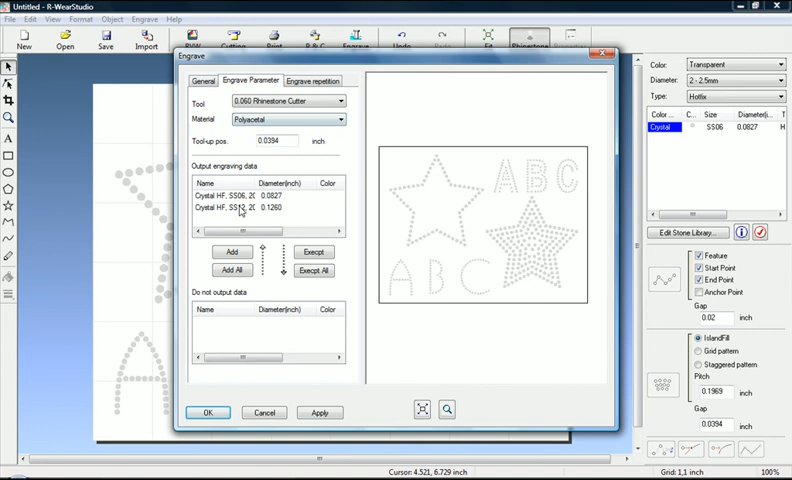 Untitled - R-WearStudio
File Edit View Format Object Engrave Help
New Open Save Import Cutting Print R & C Engrave Undo Redo Fit Rhinestone Properties
Engrave
General Engrave Parameter Engrave repetition
Tool 0.060 Rhinestone Cutter
Material Polyacetal
Tool-up pos. 0.0394 inch
Output engraving data
Name Diameter(inch) Color
Crystal HF, SS06, 20 0.0827
Crystal HF, SS12, 20 0.1260
Add Execpt
Add All Execpt All
Do not output data
Name Diameter(inch) Color
OK Cancel Apply
ABC
ABC
A
Color: Transparent
Diameter: 2 - 2.5mm
Type: Hotfix
Color ... C... Size Diameter(i...
Crystal SS06 0.0827 H
Edit Stone Library...
Feature
Start Point
End Point
Anchor Point
Gap
0.02 inch
IslandFill
Grid pattern
Staggered pattern
Pitch
0.1969 inch
Gap
0.0394 inch
Cursor: 4.521, 6.729 inch Grid: 1,1 inch 100%